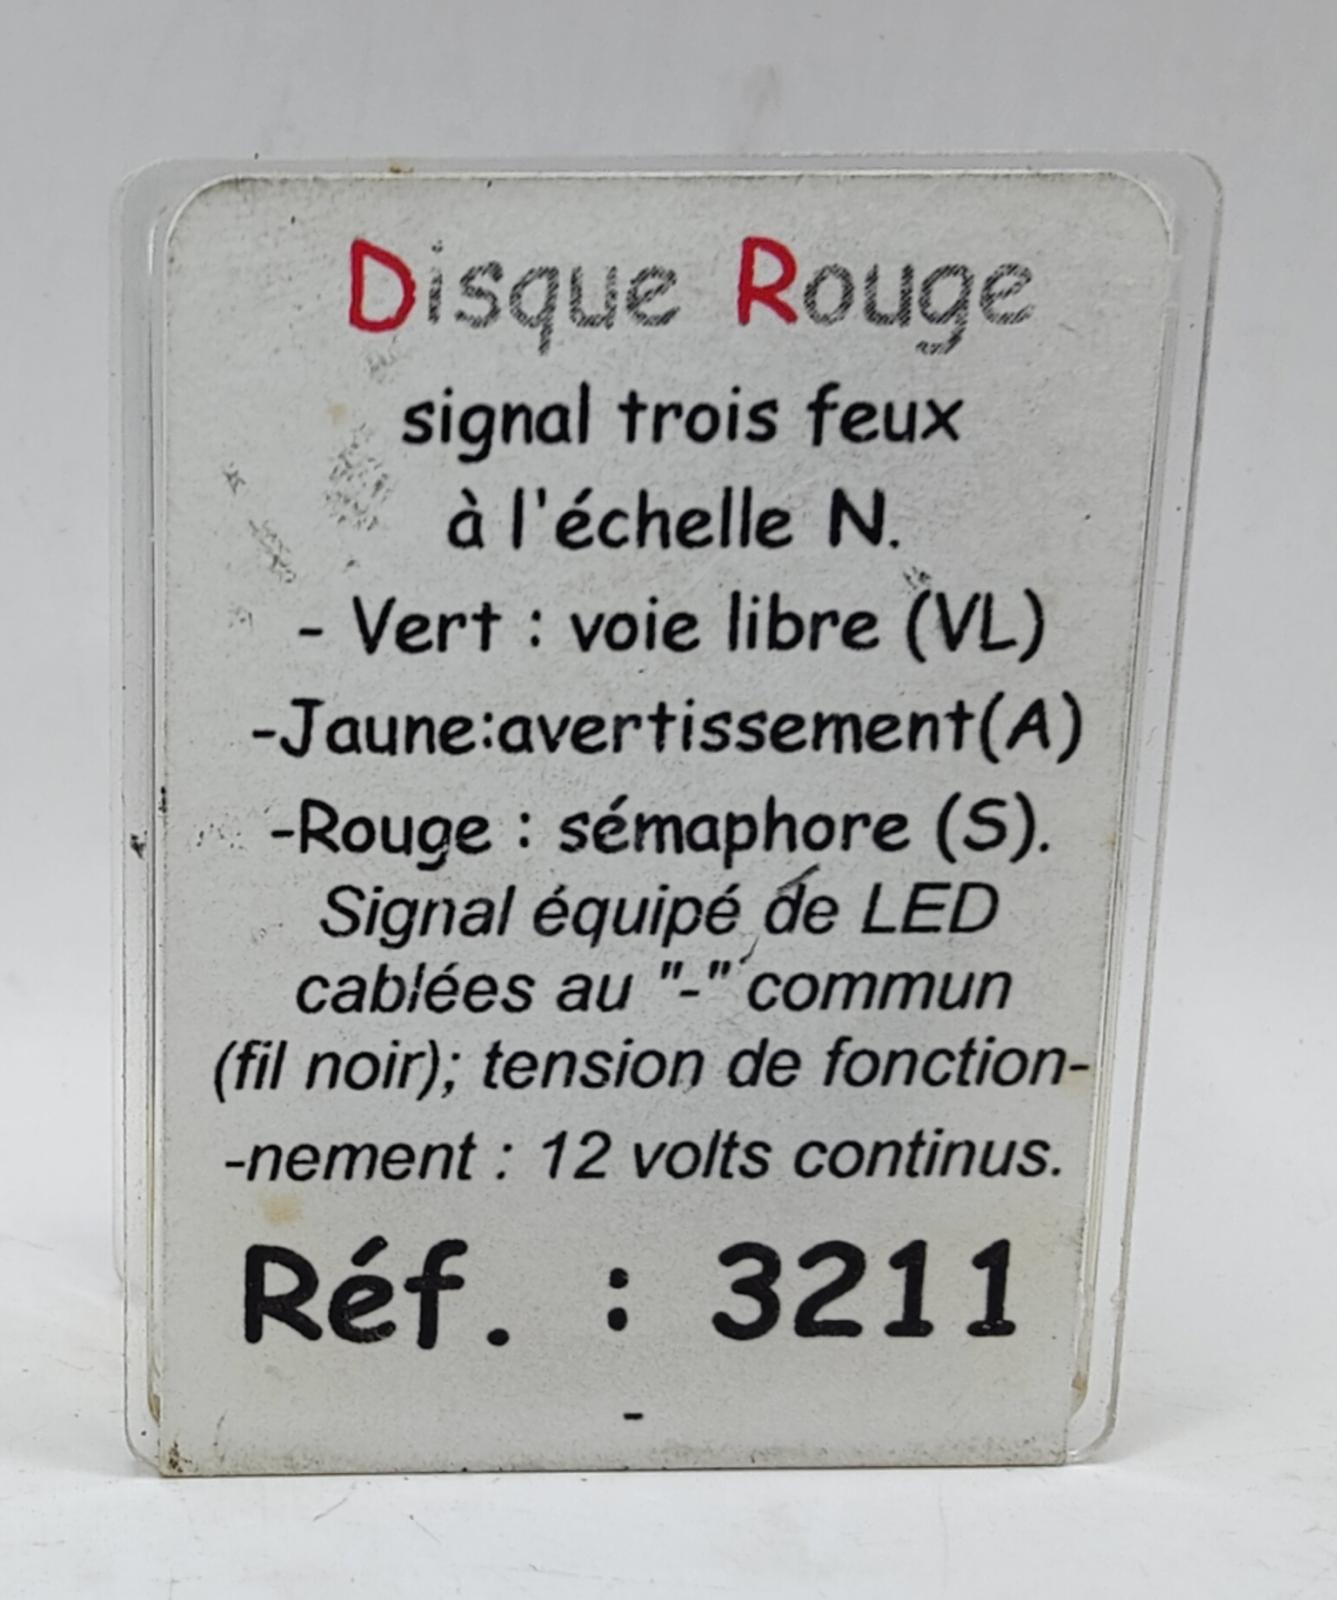 Disque Rouge
signal trois feux
à l'échelle N.
- Vert : voie libre (VL)
-Jaune:avertissement(A)
-Rouge : sémaphore (S).
Signal équipé de LED
cablées au "-" commun
(fil noir); tension de fonction-
-nement : 12 volts continus.
Réf. : 3211
-